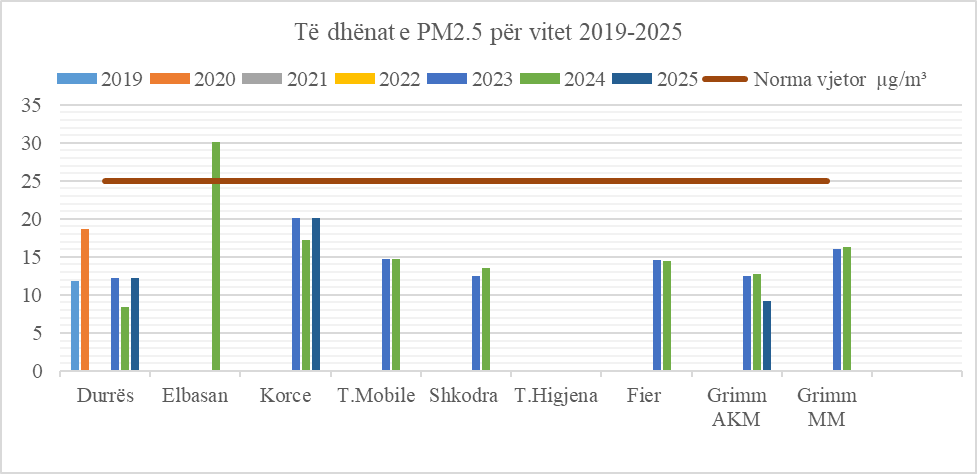 Të dhënat e PM2.5 për vitet 2019-2025
2019 2020 2021 2022 2023 2024 2025 Norma vjetor µg/m³
35
30
25
20
15
10
5
0
Durrës Elbasan Korce T.Mobile Shkodra T.Higjena Fier Grimm AKM Grimm MM